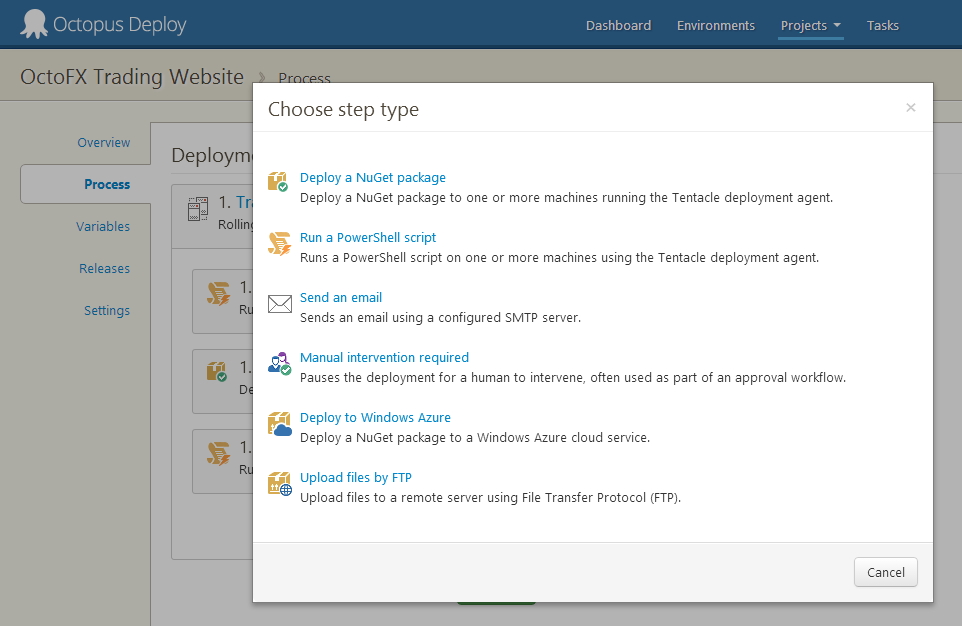 Octopus Deploy
Dashboard Environments Projects Tasks
OctoFX Trading Website Process
Choose step type
×
Overview
Process
Variables
Releases
Settings
Deploym
1. Tra
Rolling
1.
Ru
1.
De
1.
Ru
Deploy a NuGet package
Deploy a NuGet package to one or more machines running the Tentacle deployment agent.
Run a PowerShell script
Runs a PowerShell script on one or more machines using the Tentacle deployment agent.
Send an email
Sends an email using a configured SMTP server.
Manual intervention required
Pauses the deployment for a human to intervene, often used as part of an approval workflow.
Deploy to Windows Azure
Deploy a NuGet package to a Windows Azure cloud service.
Upload files by FTP
Upload files to a remote server using File Transfer Protocol (FTP).
Cancel